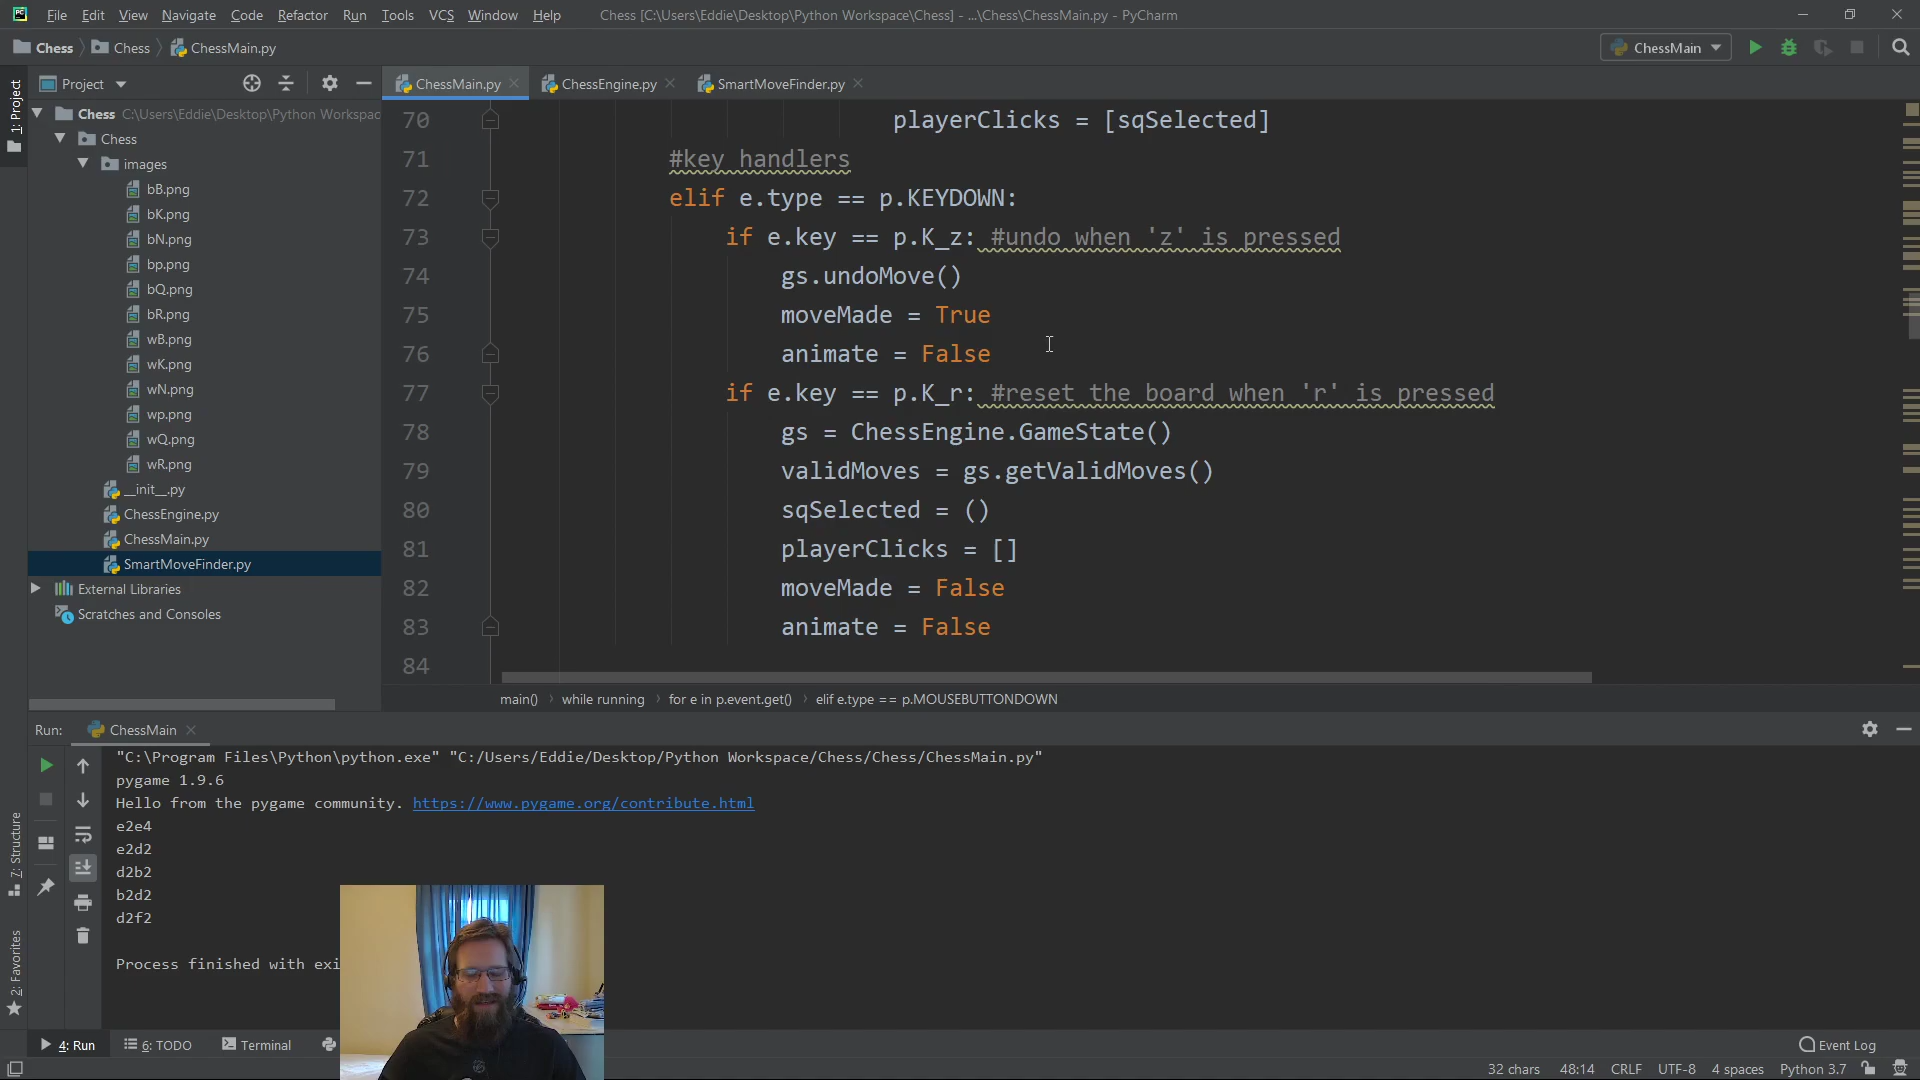 PC File Edit View Navigate Code Refactor Run Tools VCS Window Help Chess [C:\Users\Eddie\Desktop\Python Workspace\Chess] - ...\Chess\ChessMain.py - PyCharm
Chess Chess ChessMain.py ChessMain
1: Project
Project
ChessMain.py ChessEngine.py SmartMoveFinder.py
Chess C:\Users\Eddie\Desktop\Python Workspac
Chess
images
bB.png
bK.png
bN.png
bp.png
bQ.png
bR.png
wB.png
wK.png
wN.png
wp.png
wQ.png
wR.png
__init__.py
ChessEngine.py
ChessMain.py
SmartMoveFinder.py
External Libraries
Scratches and Consoles
70 playerClicks = [sqSelected]
71 #key handlers
72 elif e.type == p.KEYDOWN:
73 if e.key == p.K_z: #undo when 'z' is pressed
74 gs.undoMove()
75 moveMade = True
76 animate = False
77 if e.key == p.K_r: #reset the board when 'r' is pressed
78 gs = ChessEngine.GameState()
79 validMoves = gs.getValidMoves()
80 sqSelected = ()
81 playerClicks = []
82 moveMade = False
83 animate = False
84
main() while running for e in p.event.get() elif e.type == p.MOUSEBUTTONDOWN
Run: ChessMain
"C:\Program Files\Python\python.exe" "C:/Users/Eddie/Desktop/Python Workspace/Chess/Chess/ChessMain.py"
pygame 1.9.6
Hello from the pygame community. https://www.pygame.org/contribute.html
e2e4
e2d2
d2b2
b2d2
d2f2
Process finished with exi
7: Structure
2: Favorites
4: Run 6: TODO Terminal Event Log
32 chars 48:14 CRLF UTF-8 4 spaces Python 3.7